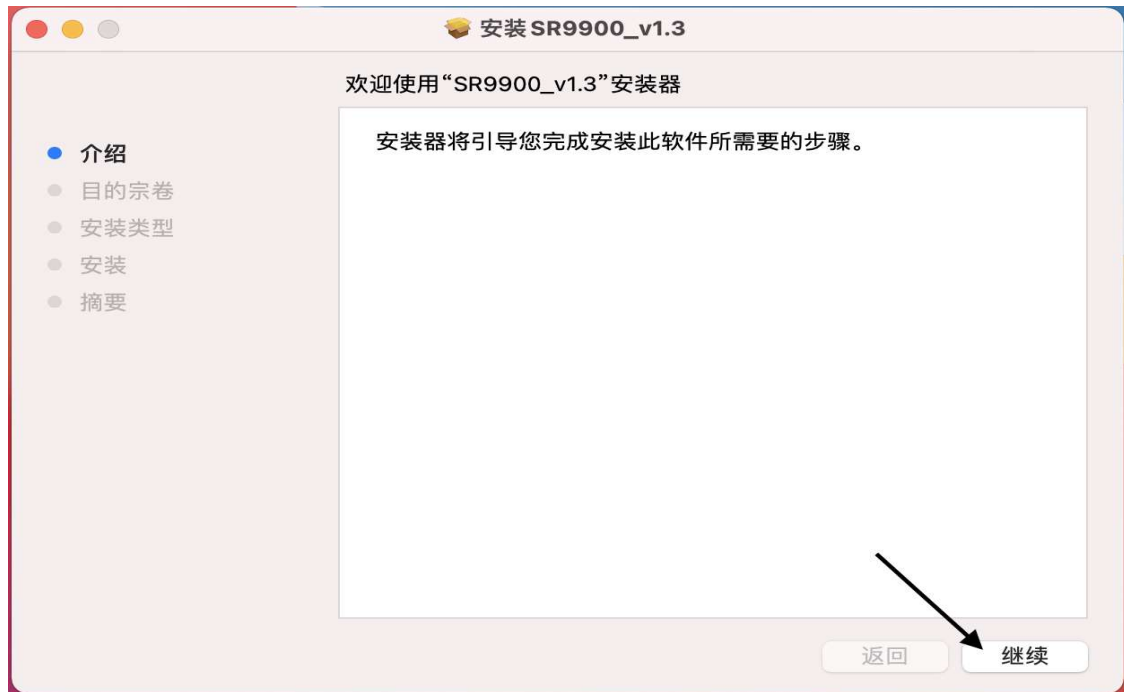 安装 SR9900_v1.3
欢迎使用“SR9900_v1.3”安装器
介绍
目的宗卷
安装类型
安装
摘要
安装器将引导您完成安装此软件所需要的步骤。
返回
继续